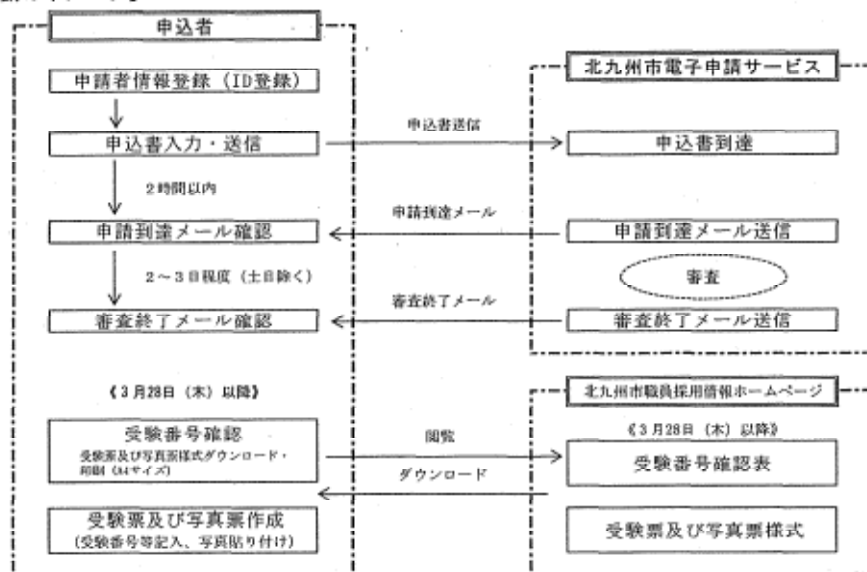 申込者
北九州市電子申請サービス
申請者情報登録（ID登録）
申込書送信
申込書入力・送信
申込書到達
2時間以内
申請到達メール
申請到達メール確認
申請到達メール送信
2～3日程度（土日除く）
審査
審査終了メール
審査終了メール確認
審査終了メール送信
《3月28日（木）以降》
北九州市職員採用情報ホームページ
受験番号確認
受験票及び写真票様式ダウンロード・
印刷（A4サイズ）
閲覧
《3月28日（木）以降》
受験番号確認表
ダウンロード
受験票及び写真票作成
（受験番号等記入、写真貼り付け）
受験票及び写真票様式